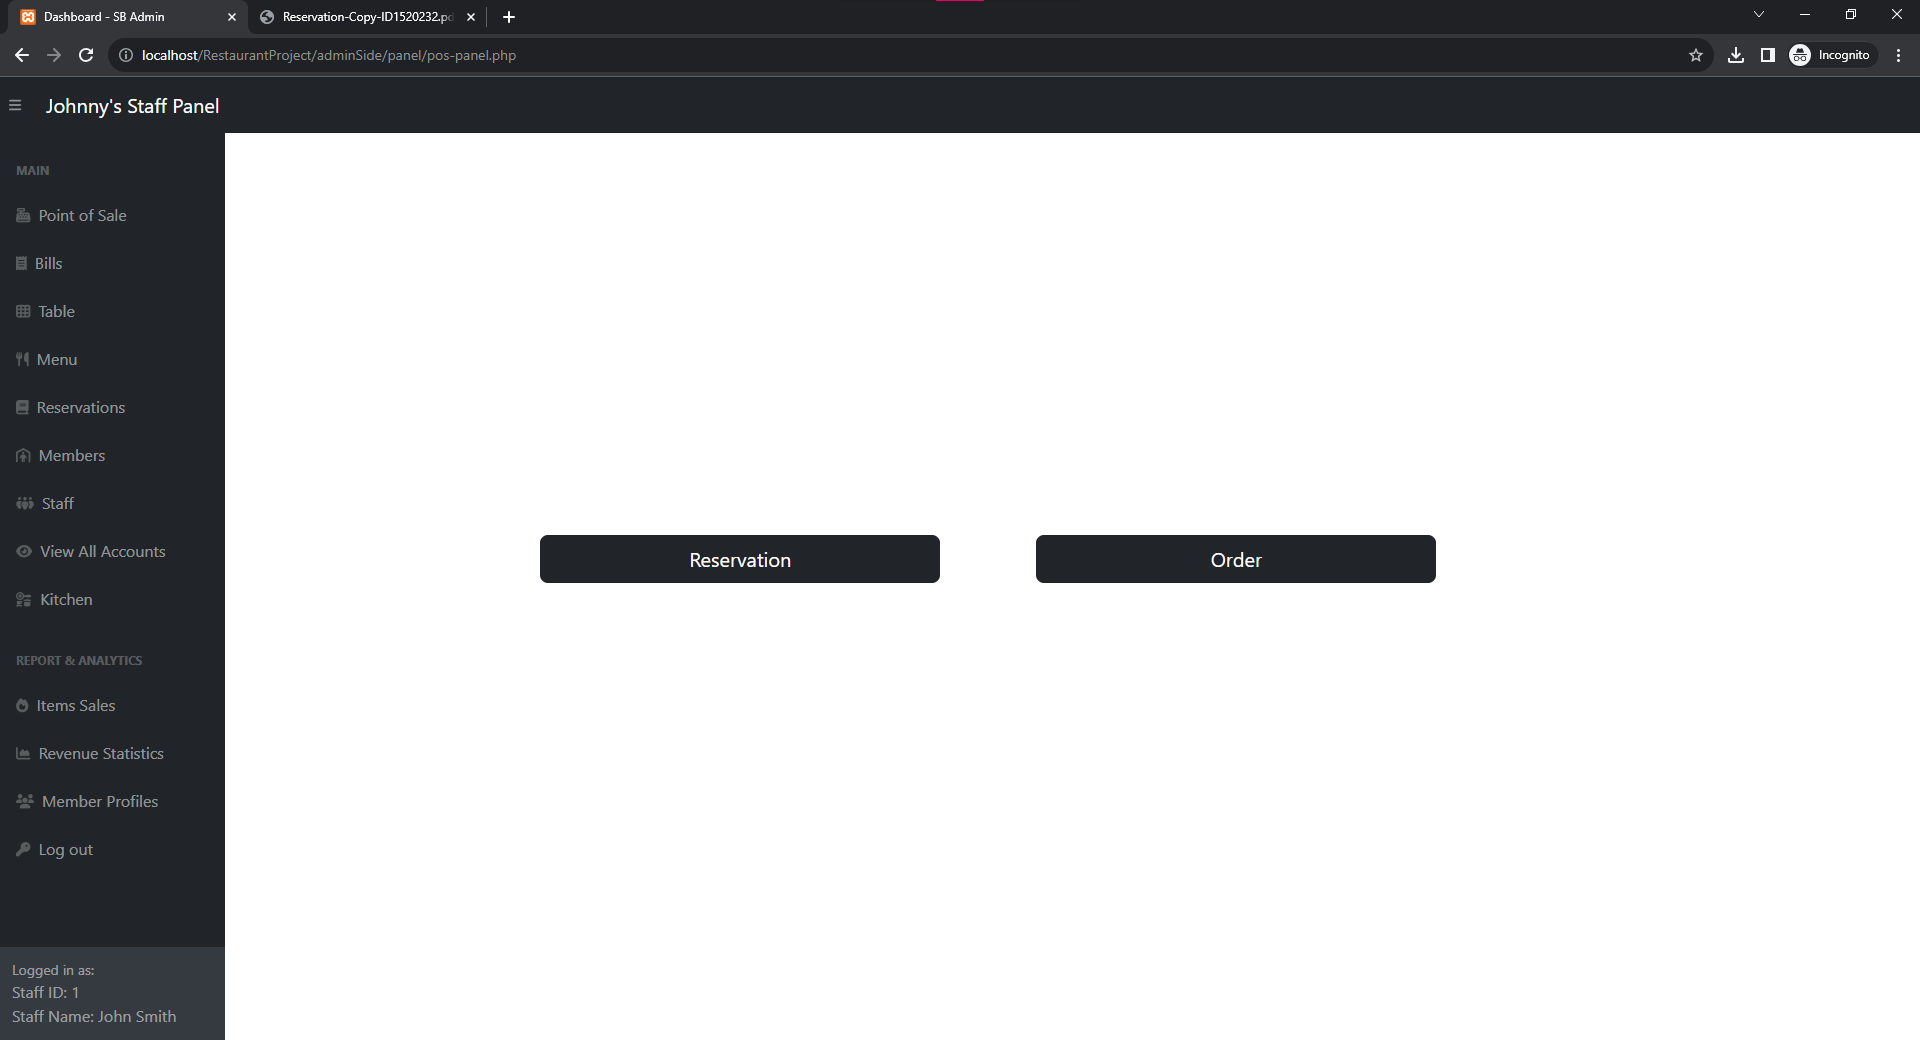 Dashboard - SB Admin
Reservation-Copy-ID1520232.pd
localhost/RestaurantProject/adminSide/panel/pos-panel.php
Incognito
Johnny's Staff Panel
MAIN
Point of Sale
Bills
Table
Menu
Reservations
Members
Staff
View All Accounts
Kitchen
REPORT & ANALYTICS
Items Sales
Revenue Statistics
Member Profiles
Log out
Logged in as:
Staff ID: 1
Staff Name: John Smith
Reservation
Order